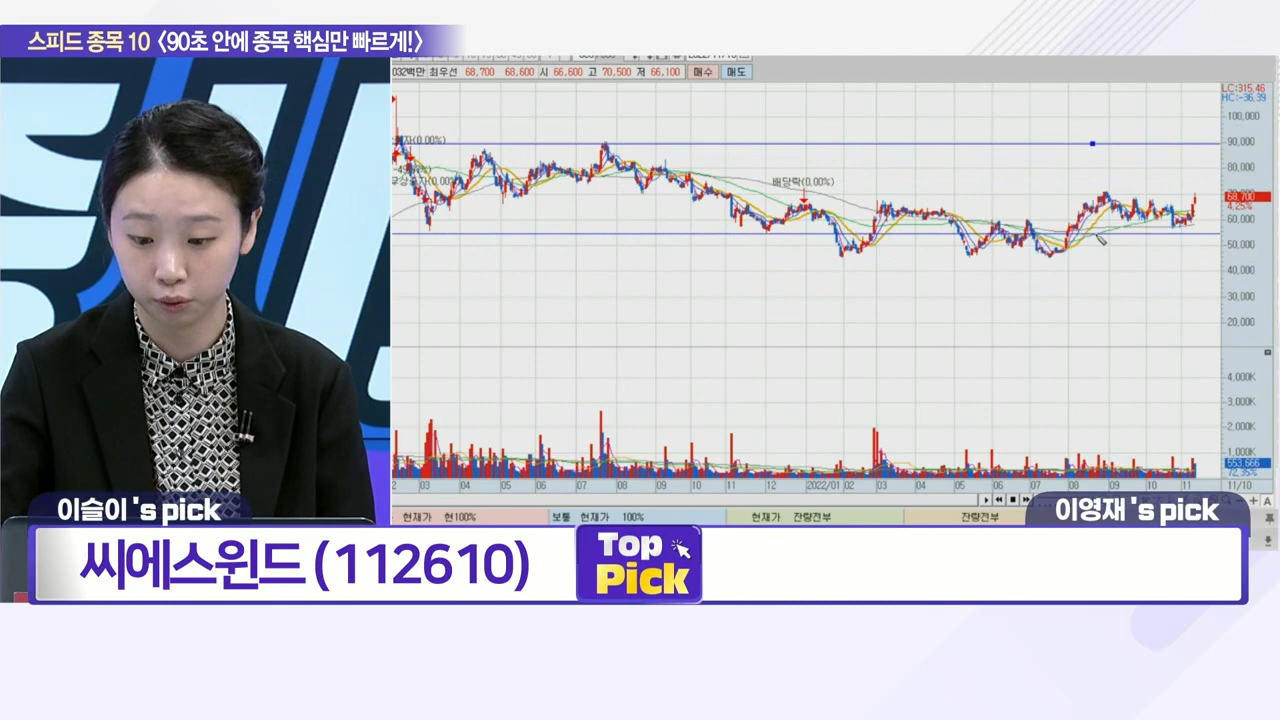 스피드 종목 10 〈90초 안에 종목 핵심만 빠르게!〉
032백만 최우선 68,700 68,600 시 66,600 고 70,500 저 66,100 매수 매도
LC:315.46
HC:-36.39
100,000
90,000
80,000
68,700
4.25%
60,000
50,000
40,000
30,000
20,000
(0.00%)
배당락(0.00%)
4,000K
3,000K
2,000K
1,000K
553,666
72.35%
03 04 05 06 07 08 09 10 11 12 2022/01 02 03 04 05 06 07 08 09 10 11 11/10
현재가 현100% 보통 현재가 100% 현재가 잔량전부 잔량전부
이슬이 's pick
이영재 's pick
씨에스윈드 (112610)
Top
Pick